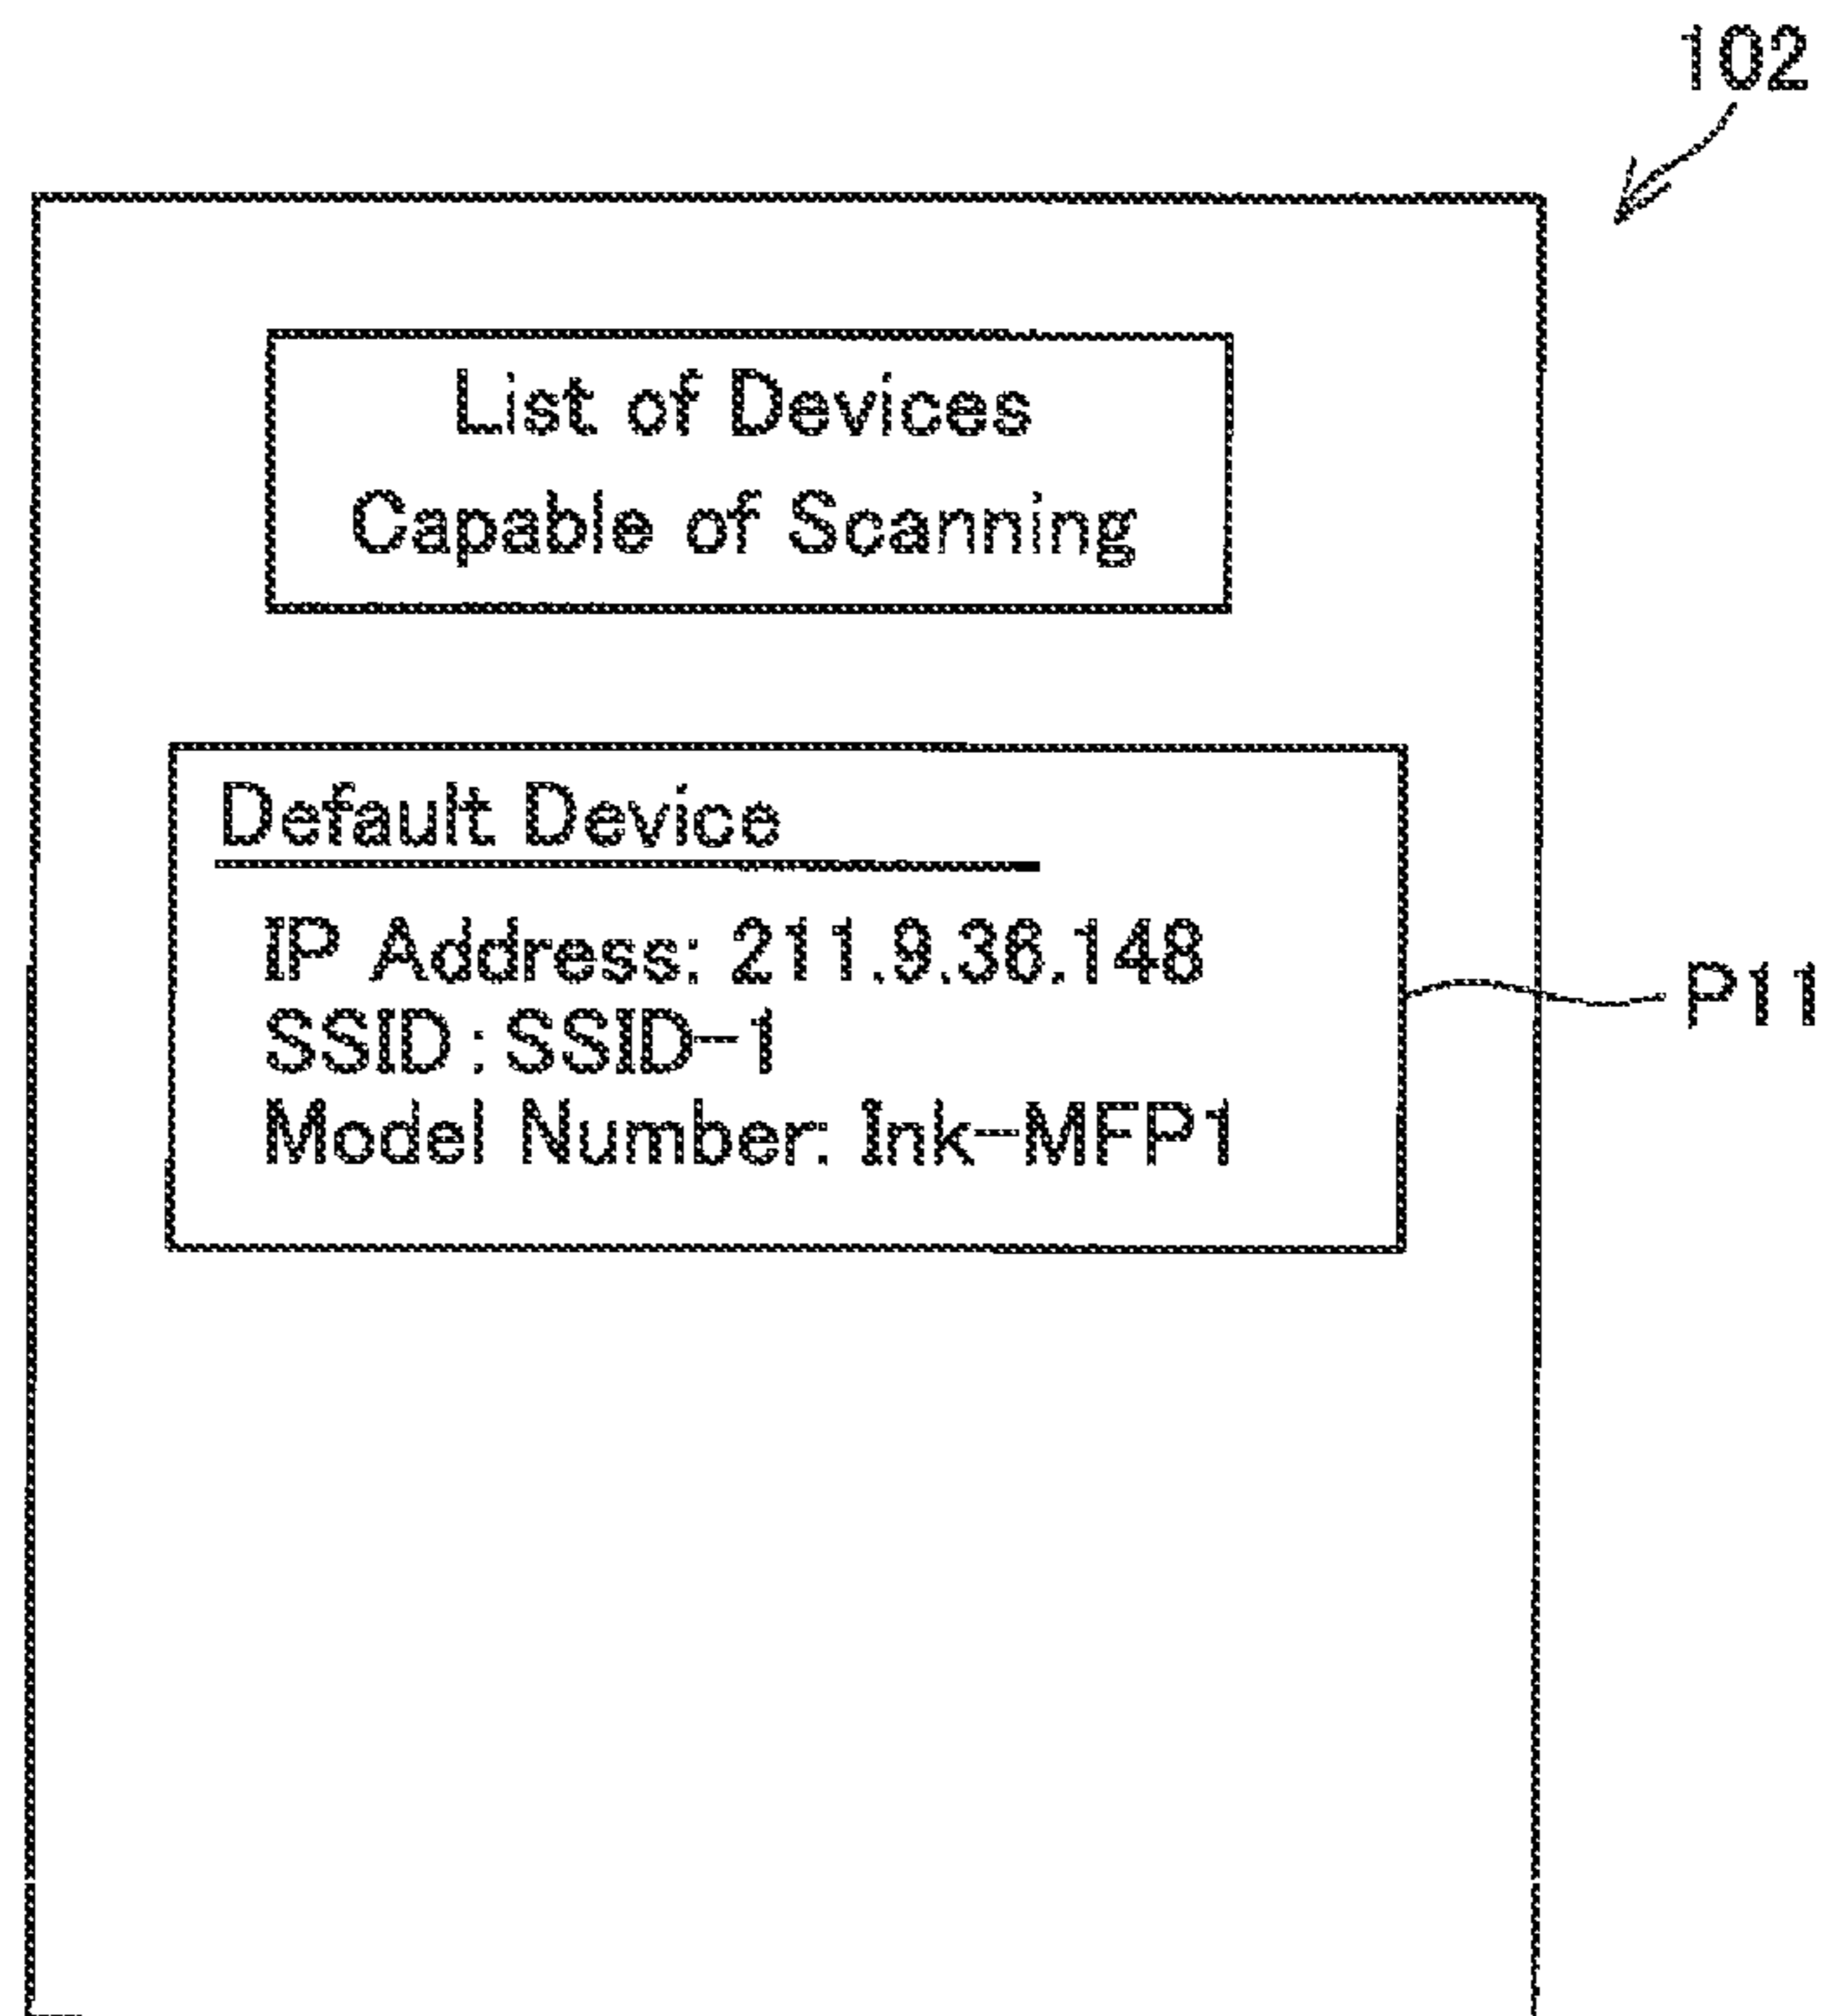 102
List of Devices
Capable of Scanning
Default Device
IP Address: 211.9.36.148
SSID : SSID-1
P11
Model Number: Ink-MFP1